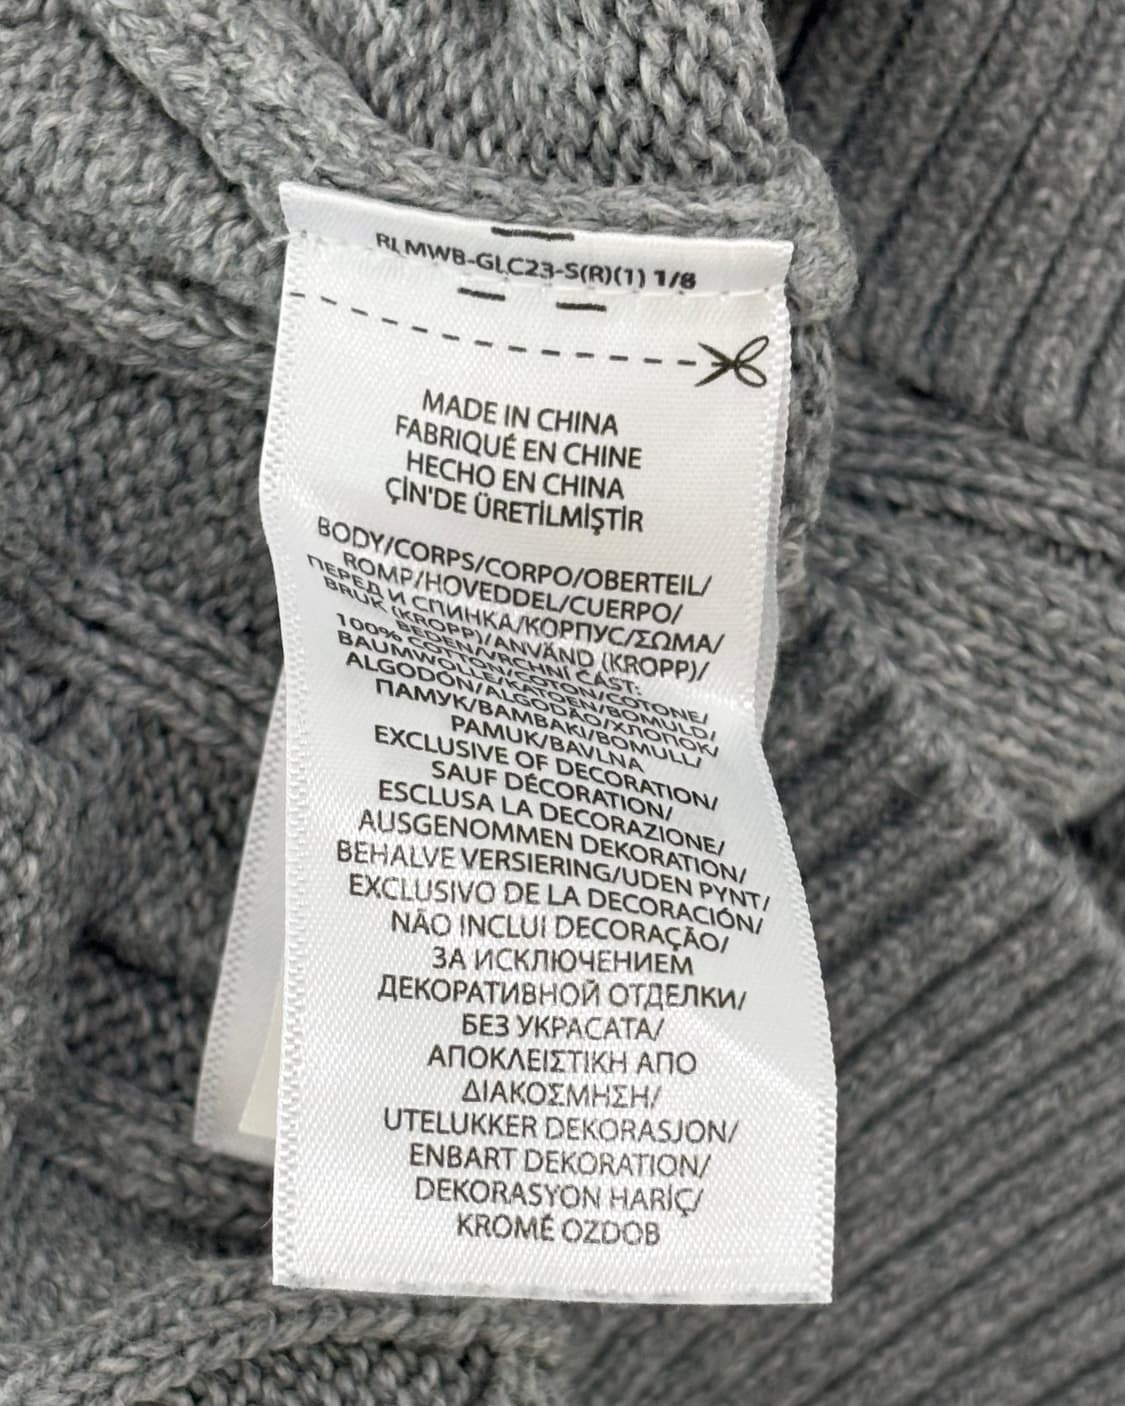 RLMWB-GLC23-S(R)(1) 1/8
MADE IN CHINA
FABRIQUÉ EN CHINE
HECHO EN CHINA
ÇİN'DE ÜRETİLMİŞTİR
BODY/CORPS/CORPO/OBERTEIL/
ROMP/HOVEDDEL/CUERPO/
ПЕРЕД И СПИНКА/КОРПУС/ΣΩΜΑ/
BRUK (KROPP)/ANVÄND (KROPP)/
BEDEN/VRCHNÍ ČÁST:
100% COTTON/COTON/COTONE/
BAUMWOLLE/KATOEN/BOMULD/
ALGODÓN/ALGODÃO/ХЛОПОК/
ПАМУК/ΒΑΜΒΑΚΙ/BOMULL/
PAMUK/BAVLNA
EXCLUSIVE OF DECORATION/
SAUF DÉCORATION/
ESCLUSA LA DECORAZIONE/
AUSGENOMMEN DEKORATION/
BEHALVE VERSIERING/UDEN PYNT/
EXCLUSIVO DE LA DECORACIÓN/
NÃO INCLUI DECORAÇÃO/
ЗА ИСКЛЮЧЕНИЕМ
ДЕКОРАТИВНОЙ ОТДЕЛКИ/
БЕЗ УКРАСАТА/
ΑΠΟΚΛΕΙΣΤΙΚΗ ΑΠΟ
ΔΙΑΚΟΣΜΗΣΗ/
UTELUKKER DEKORASJON/
ENBART DEKORATION/
DEKORASYON HARİÇ/
KROMÉ OZDOB